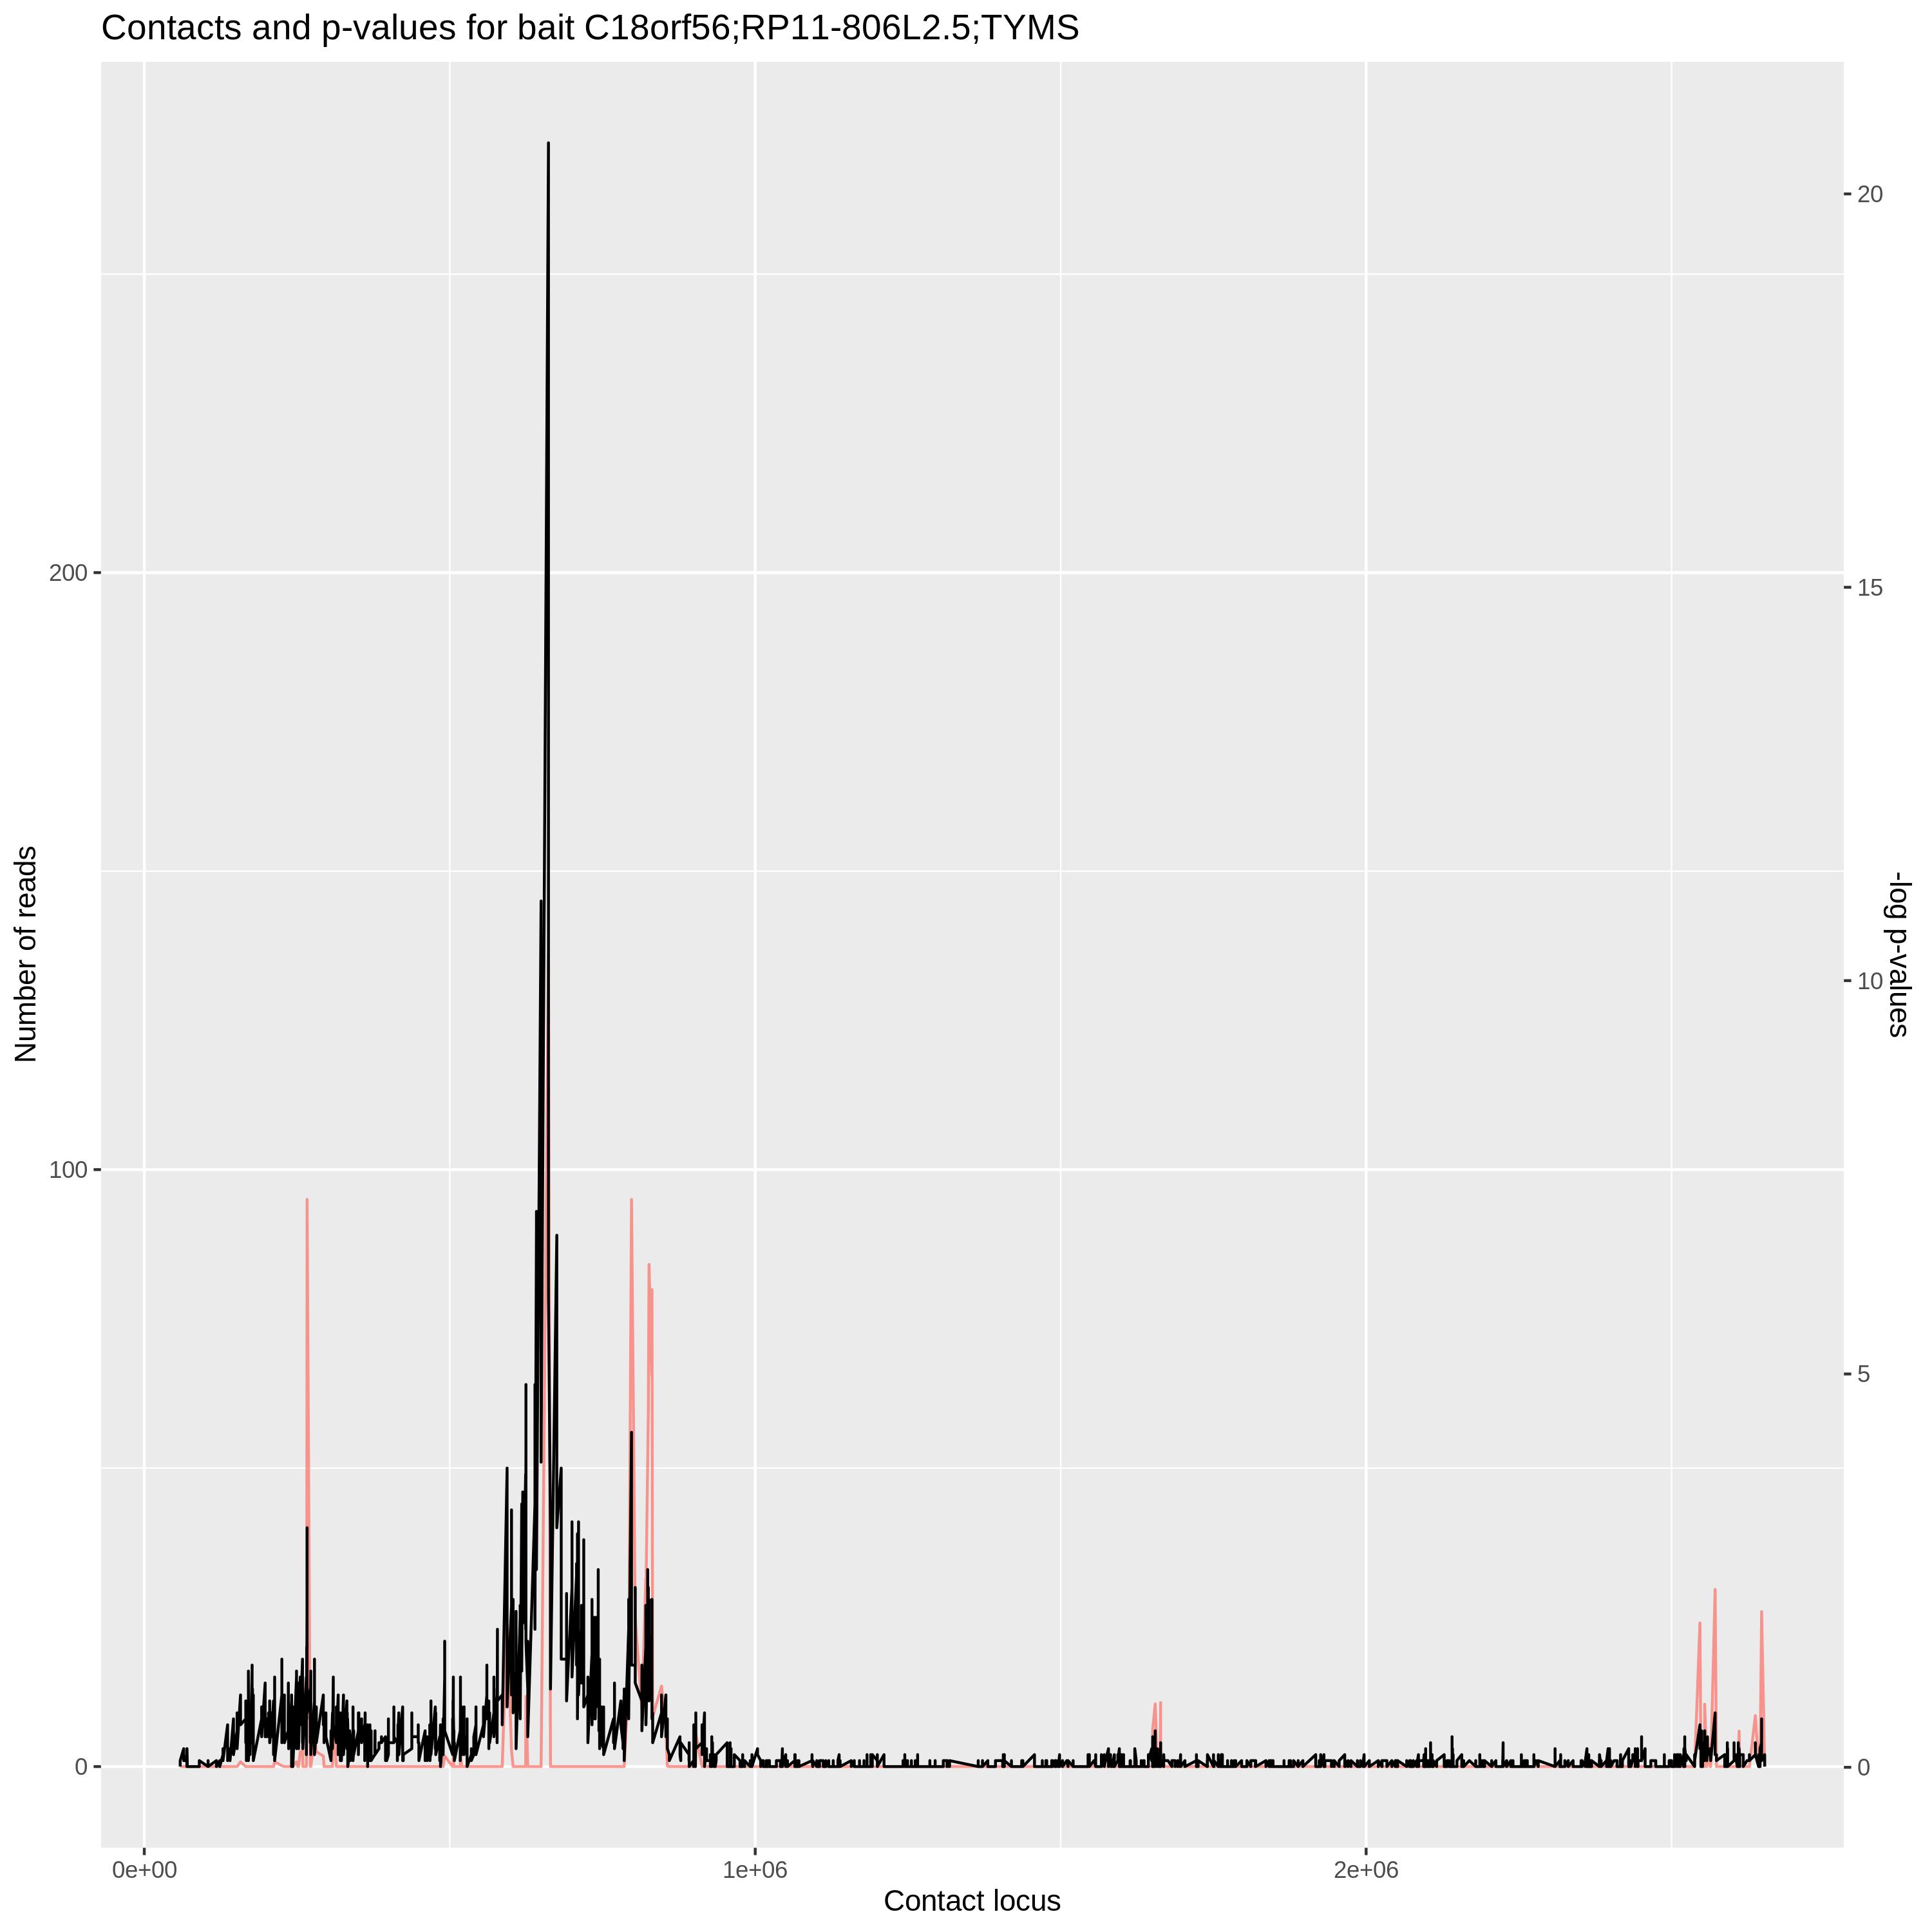 Contacts and p-values for bait C18orf56;RP11-806L2.5;TYMS
Number of reads
200
100
0
20
15
10
5
0
-log p-values
0e+00
1e+06
2e+06
Contact locus